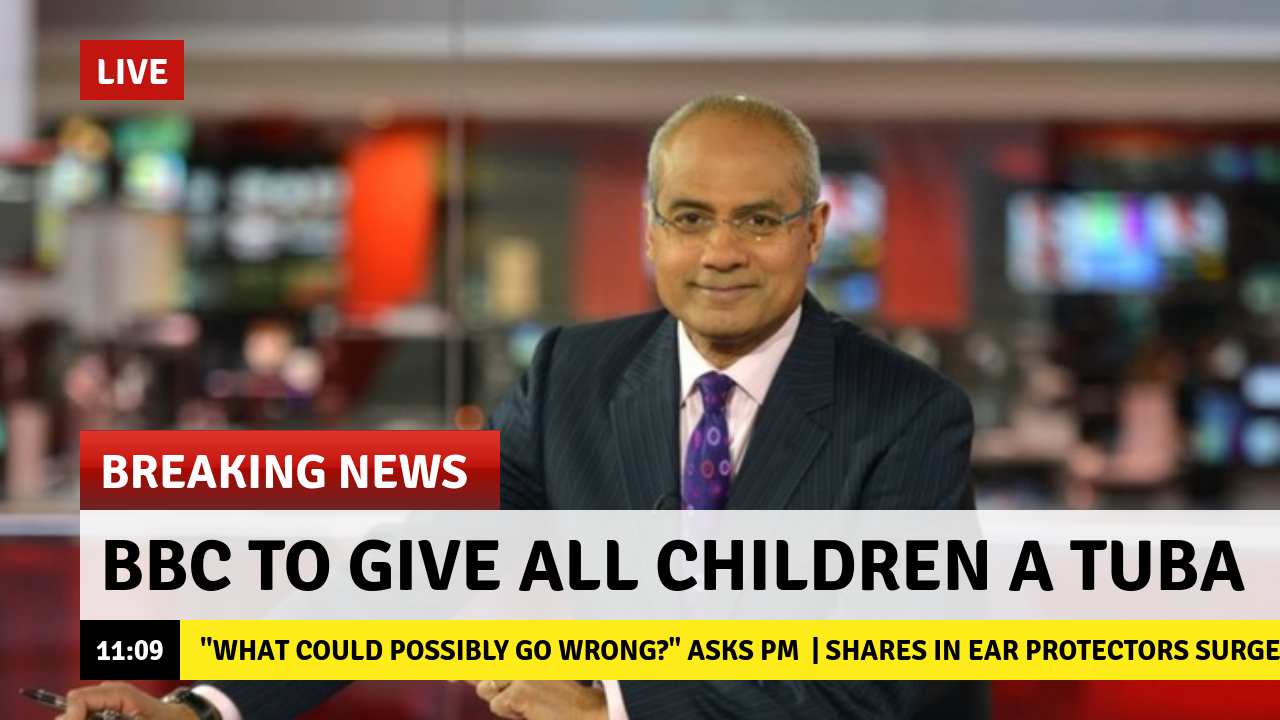 LIVE
BREAKING NEWS
BBC TO GIVE ALL CHILDREN A TUBA
11:09
"WHAT COULD POSSIBLY GO WRONG?" ASKS PM | SHARES IN EAR PROTECTORS SURGE